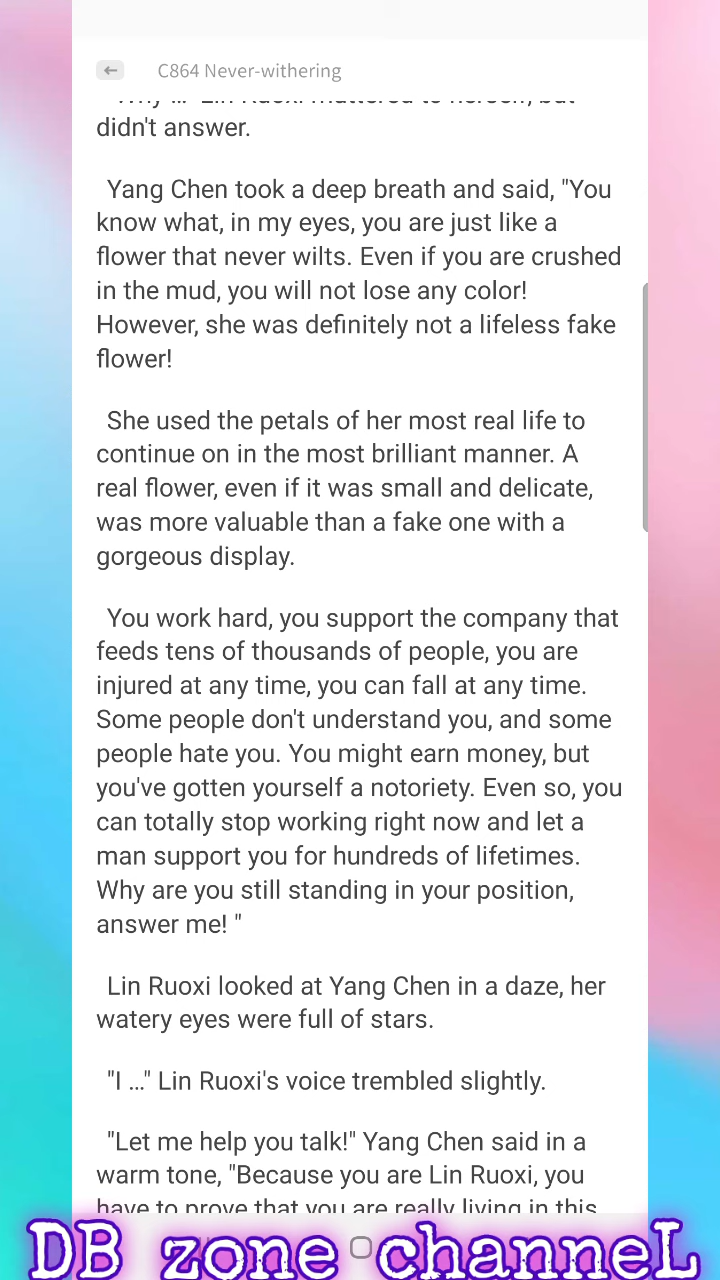 C864 Never-withering
didn't answer.
Yang Chen took a deep breath and said, "You
know what, in my eyes, you are just like a
flower that never wilts. Even if you are crushed
in the mud, you will not lose any color!
However, she was definitely not a lifeless fake
flower!
She used the petals of her most real life to
continue on in the most brilliant manner. A
real flower, even if it was small and delicate,
was more valuable than a fake one with a
gorgeous display.
You work hard, you support the company that
feeds tens of thousands of people, you are
injured at any time, you can fall at any time.
Some people don't understand you, and some
people hate you. You might earn money, but
you've gotten yourself a notoriety. Even so, you
can totally stop working right now and let a
man support you for hundreds of lifetimes.
Why are you still standing in your position,
answer me! "
Lin Ruoxi looked at Yang Chen in a daze, her
watery eyes were full of stars.
"I ..." Lin Ruoxi's voice trembled slightly.
"Let me help you talk!" Yang Chen said in a
warm tone, "Because you are Lin Ruoxi, you
have to prove that you are really living in this
DB zone channeL